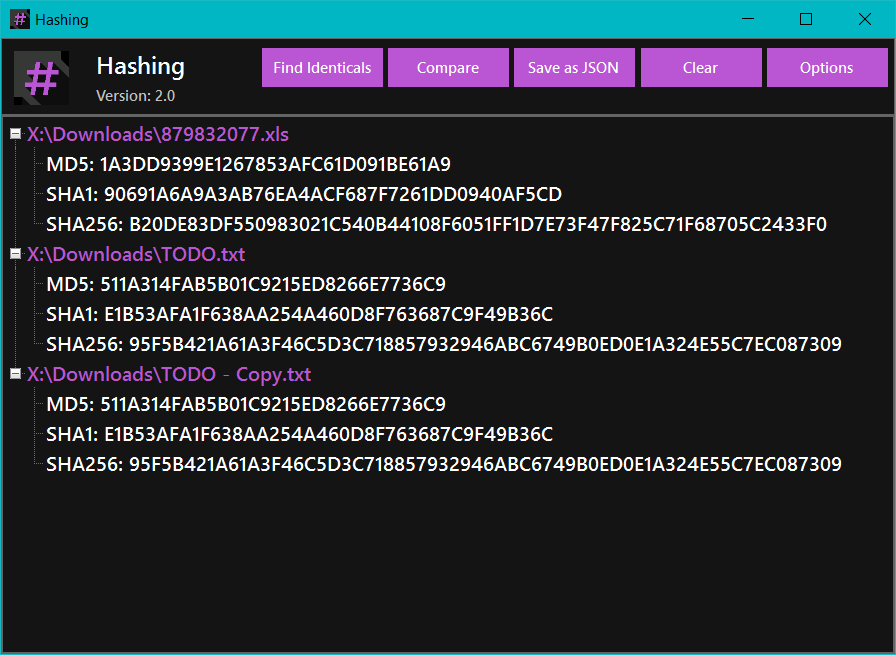 # Hashing
#
Hashing
Version: 2.0
Find Identicals
Compare
Save as JSON
Clear
Options
X:\Downloads\879832077.xls
MD5: 1A3DD9399E1267853AFC61D091BE61A9
SHA1: 90691A6A9A3AB76EA4ACF687F7261DD0940AF5CD
SHA256: B20DE83DF550983021C540B44108F6051FF1D7E73F47F825C71F68705C2433F0
X:\Downloads\TODO.txt
MD5: 511A314FAB5B01C9215ED8266E7736C9
SHA1: E1B53AFA1F638AA254A460D8F763687C9F49B36C
SHA256: 95F5B421A61A3F46C5D3C718857932946ABC6749B0ED0E1A324E55C7EC087309
X:\Downloads\TODO - Copy.txt
MD5: 511A314FAB5B01C9215ED8266E7736C9
SHA1: E1B53AFA1F638AA254A460D8F763687C9F49B36C
SHA256: 95F5B421A61A3F46C5D3C718857932946ABC6749B0ED0E1A324E55C7EC087309